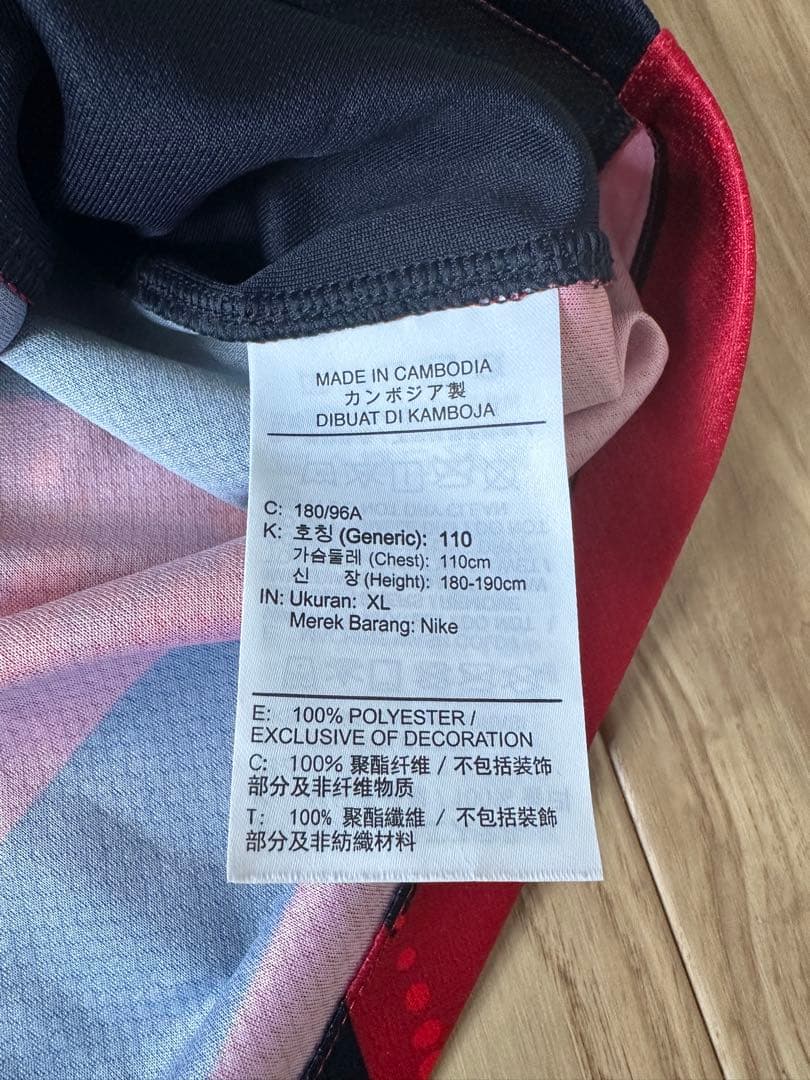 MADE IN CAMBODIA
カンボジア製
DIBUAT DI KAMBOJA
C: 180/96A
K: 호칭 (Generic): 110
가슴둘레 (Chest): 110cm
신 장 (Height): 180-190cm
IN: Ukuran: XL
Merek Barang: Nike
E: 100% POLYESTER /
EXCLUSIVE OF DECORATION
C: 100% 聚酯纤维 / 不包括装饰
部分及非纤维物质
T: 100% 聚酯纖維 / 不包括裝飾
部分及非紡織材料